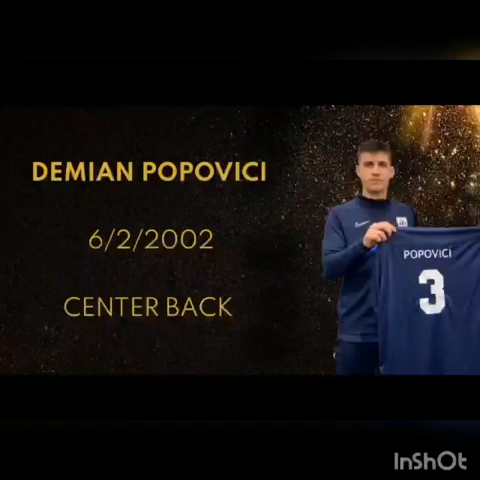 DEMIAN POPOVICI
6/2/2002
CENTER BACK
POPOVICI
3
InShOt